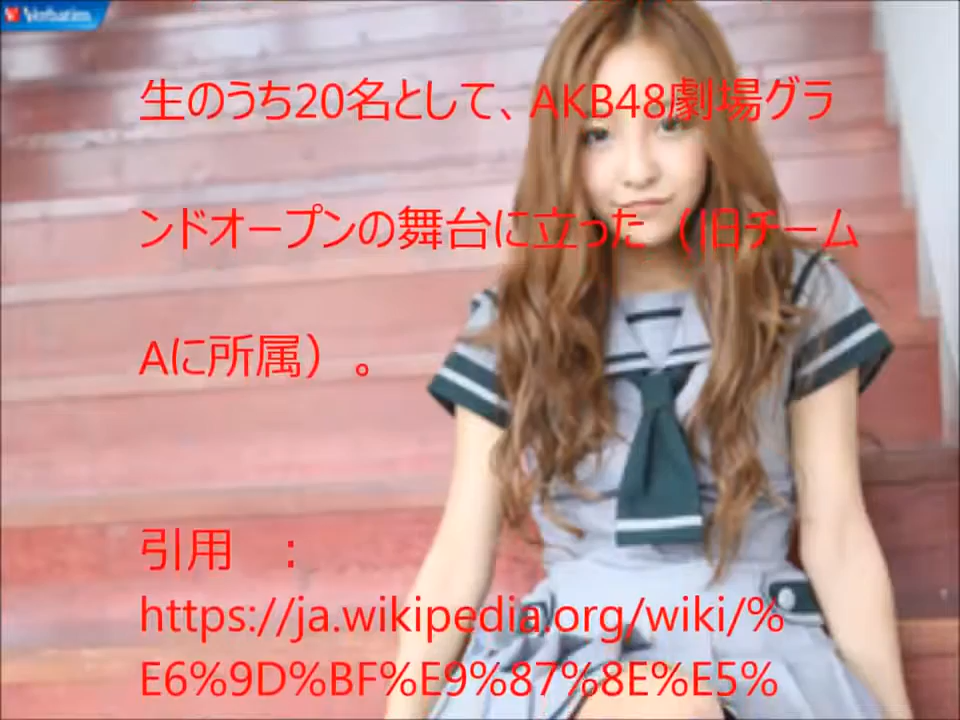 Verbatim
生のうち20名として、AKB48劇場グラ
ンドオープンの舞台に立った（旧チーム
Aに所属）。
引用　：
https://ja.wikipedia.org/wiki/%
E6%9D%BF%E9%87%8E%E5%